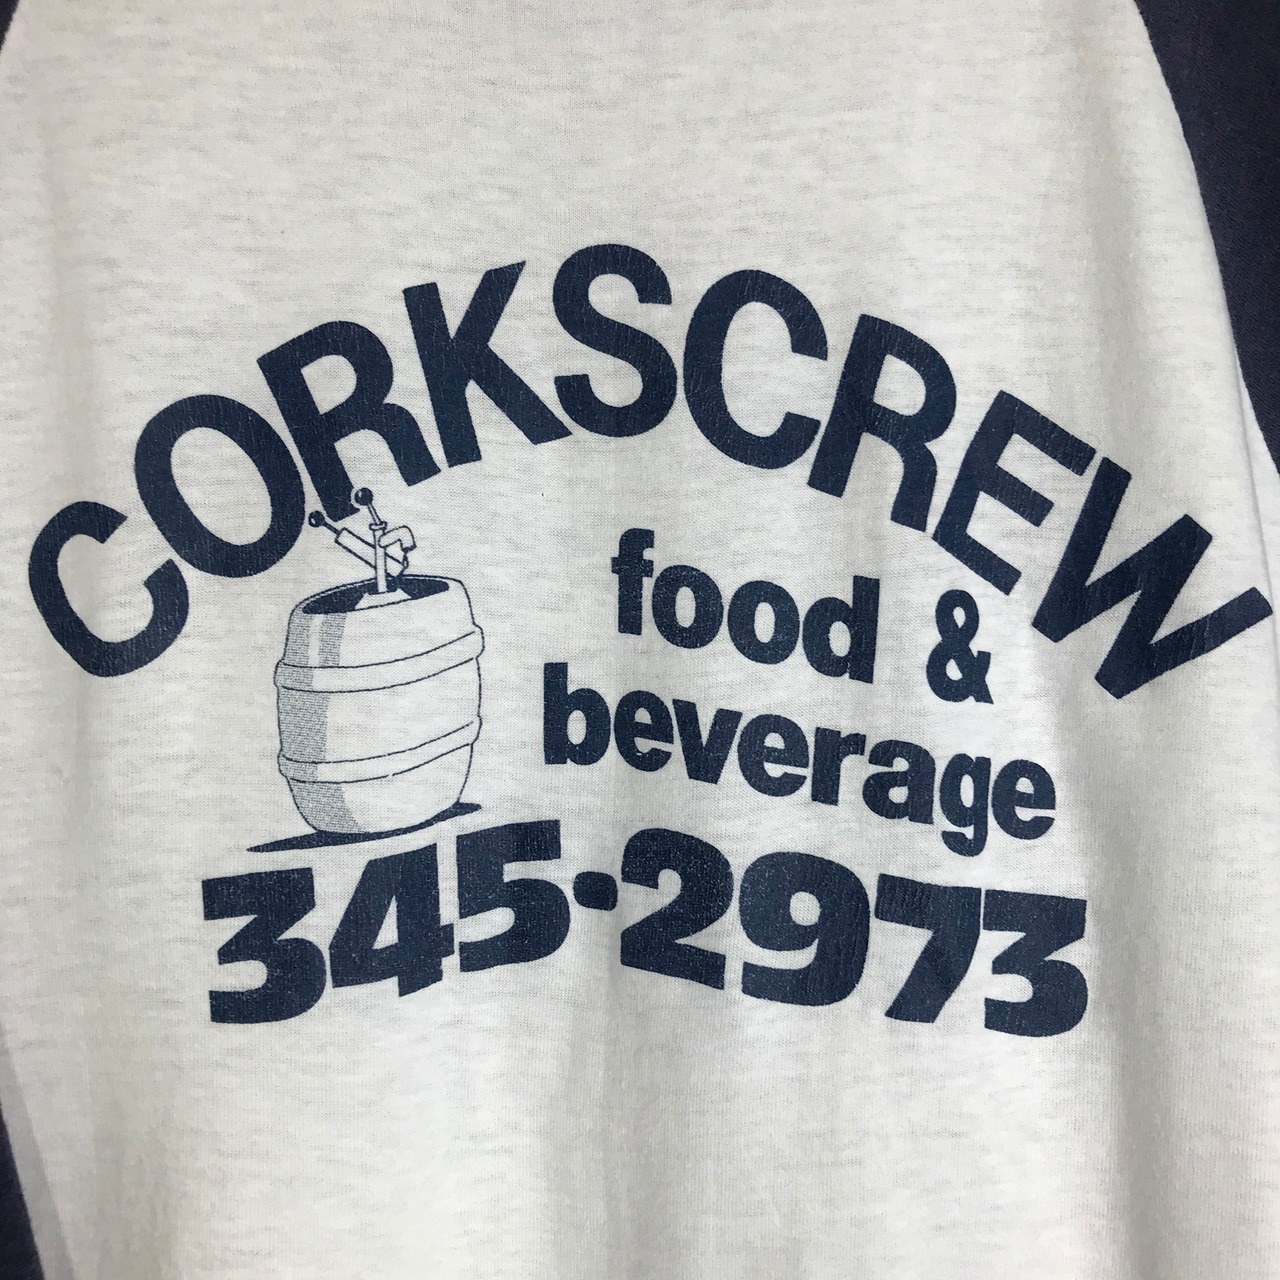 CORKSCREW
food &
beverage
345-2973